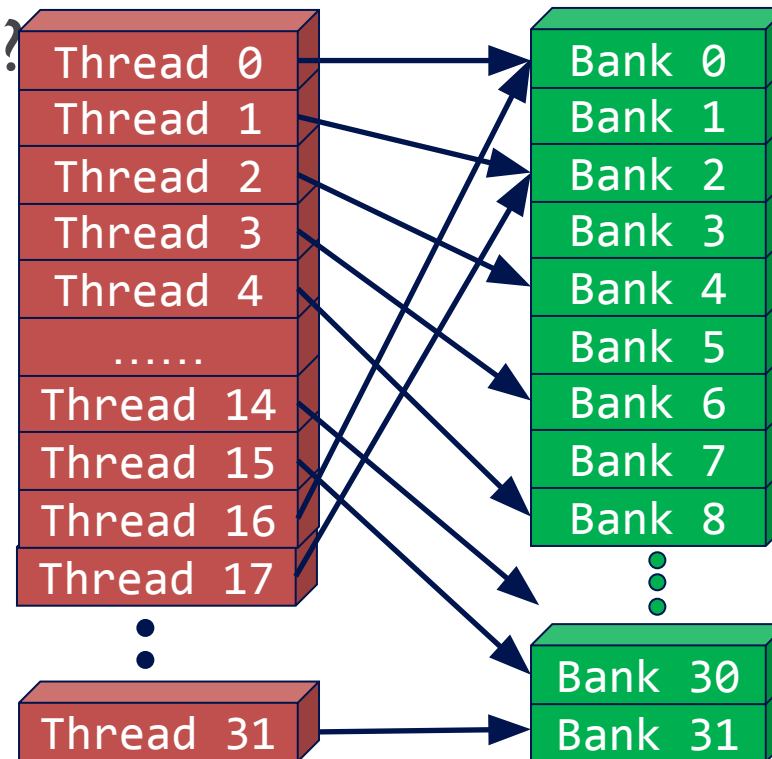 ?
Thread 0
Thread 1
Thread 2
Thread 3
Thread 4
......
Thread 14
Thread 15
Thread 16
Thread 17
Thread 31
Bank 0
Bank 1
Bank 2
Bank 3
Bank 4
Bank 5
Bank 6
Bank 7
Bank 8
Bank 30
Bank 31